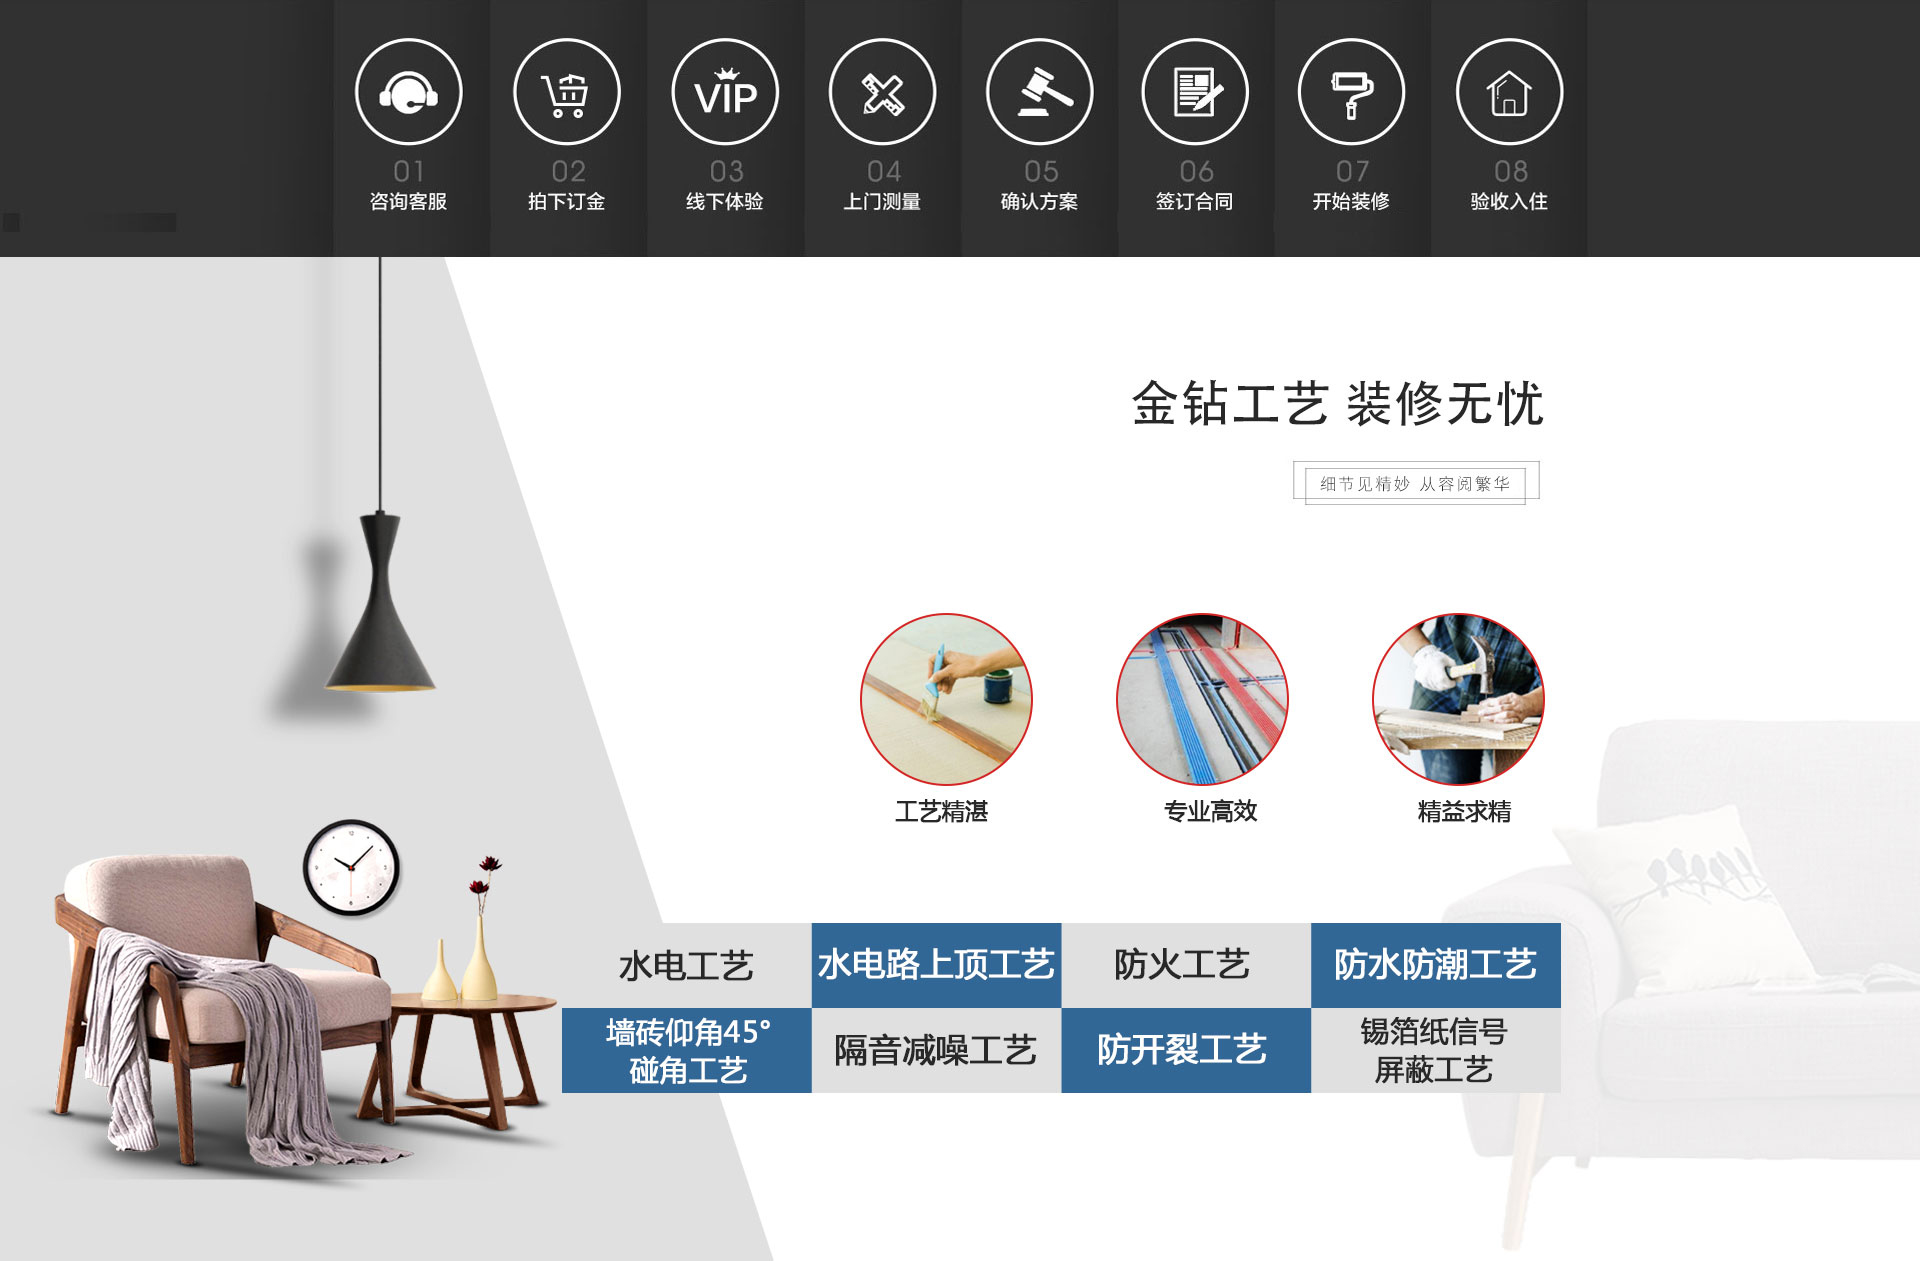 VIP
01
02
03
04
05
06
07
08
咨询客服
拍下订金
线下体验
上门测量
确认方案
签订合同
开始装修
验收入住
金钻工艺 装修无忧
细节见精妙 从容阅繁华
工艺精湛
专业高效
精益求精
水电工艺
水电路上顶工艺
防火工艺
防水防潮工艺
墙砖仰角45°
碰角工艺
隔音减噪工艺
防开裂工艺
锡箔纸信号
屏蔽工艺